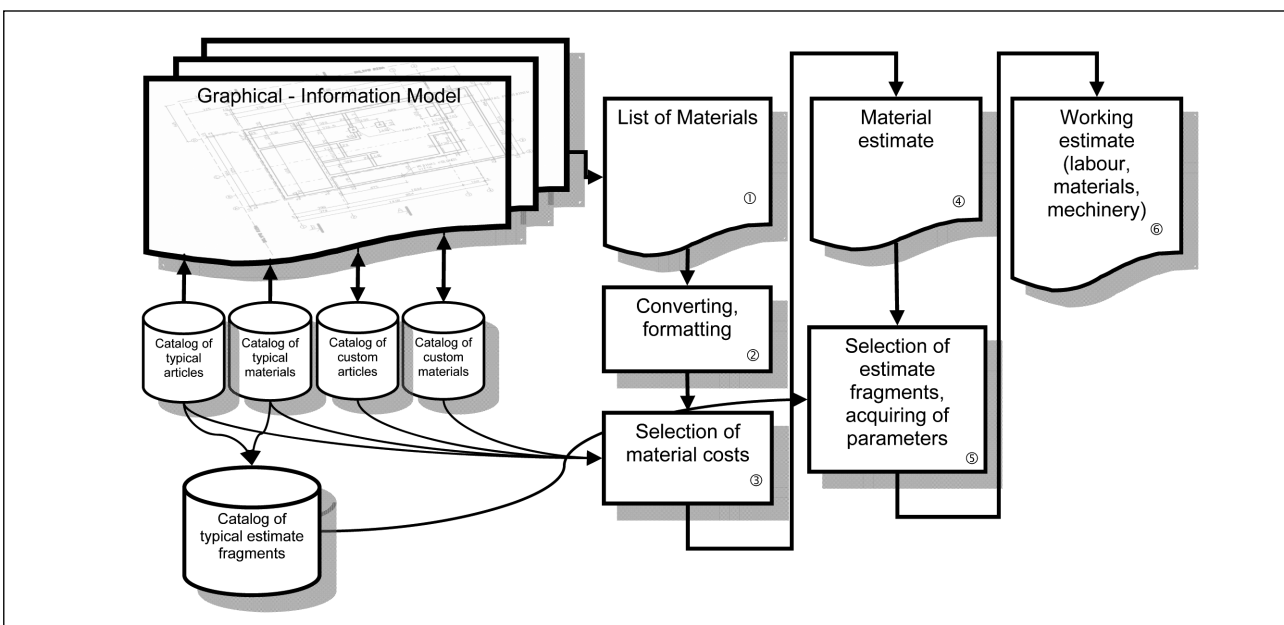 Graphical - Information Model
List of Materials
①
Converting,
formatting
②
Selection of
material costs
③
Material
estimate
④
Selection of
estimate
fragments,
acquiring of
parameters
⑤
Working
estimate
(labour,
materials,
mechinery)
⑥
Catalog of
typical
articles
Catalog of
typical
materials
Catalog of
custom
articles
Catalog of
custom
materials
Catalog of
typical estimate
fragments